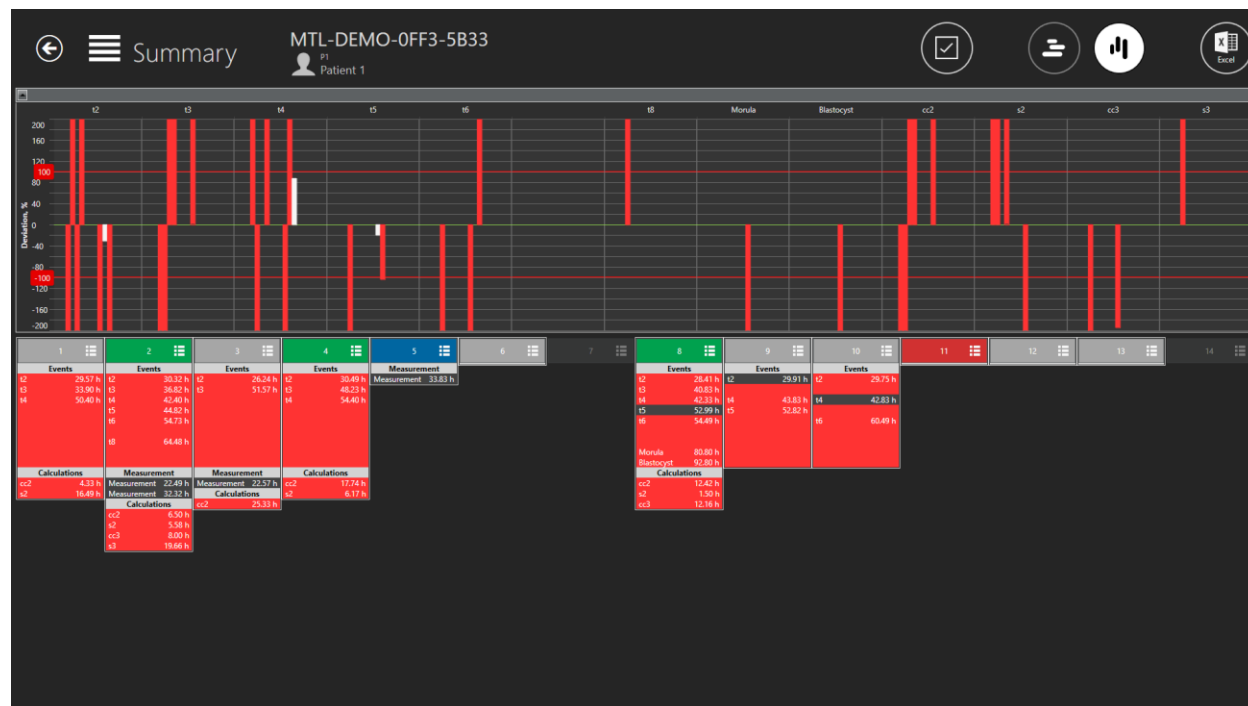 Summary
MTL-DEMO-0FF3-5B33
P1
Patient 1
Excel
t2 t3 t4 t5 t6 t8 Morula Blastocyst cc2 s2 cc3 s3
Deviation, %
200
160
120
100
80
40
0
-40
-80
-100
-120
-160
-200
1 2 3 4 5 6 7 8 9 10 11 12 13 14
Events
t2 29.57 h
t3 33.90 h
t4 50.40 h
Calculations
cc2 4.33 h
s2 16.49 h
Events
t2 30.32 h
t3 36.82 h
t4 42.40 h
t5 44.82 h
t6 54.73 h
t8 64.48 h
Measurement
Measurement 22.49 h
Measurement 32.32 h
Calculations
cc2 6.50 h
s2 5.58 h
cc3 8.00 h
s3 19.66 h
Events
t2 26.24 h
t3 51.57 h
Measurement
Measurement 22.57 h
Calculations
cc2 25.33 h
Events
t2 30.49 h
t3 48.23 h
t4 54.40 h
Calculations
cc2 17.74 h
s2 6.17 h
Measurement
Measurement 33.83 h
Events
t2 28.41 h
t3 40.83 h
t4 42.33 h
t5 52.99 h
t6 54.49 h
Morula 80.80 h
Blastocyst 92.80 h
Calculations
cc2 12.42 h
s2 1.50 h
cc3 12.16 h
Events
t2 29.91 h
t4 43.83 h
t5 52.82 h
Events
t2 29.75 h
t4 42.83 h
t6 60.49 h